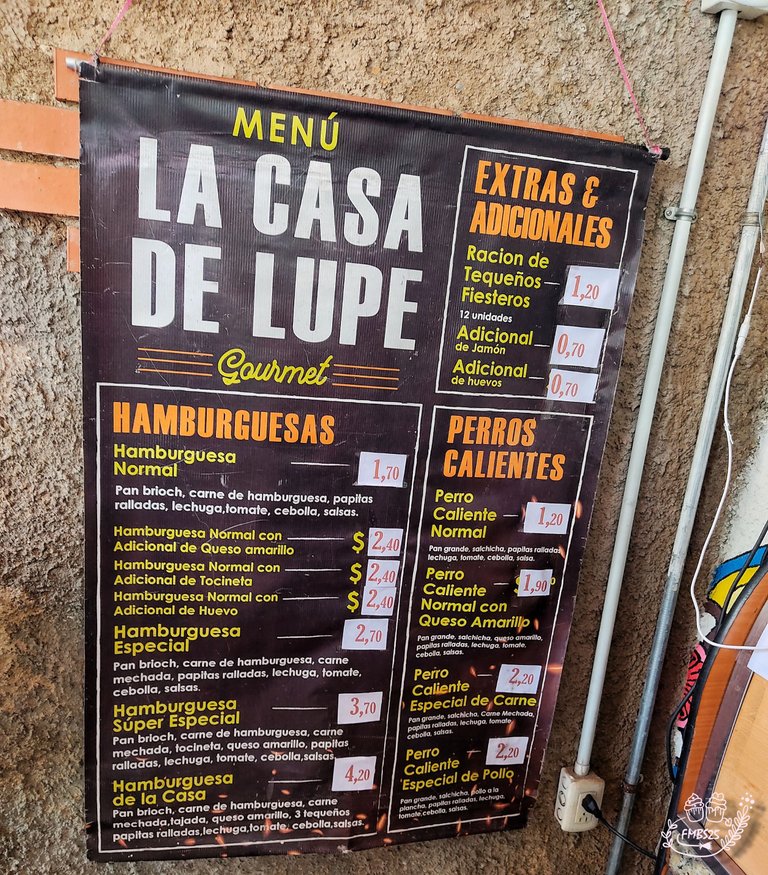 MENÚ
LA CASA
DE LUPE
Gourmet
EXTRAS &
ADICIONALES
Racion de
Tequeños
Fiesteros
1,20
12 unidades
Adicional
de Jamón
0,70
Adicional
de huevos
0,70
HAMBURGUESAS
Hamburguesa
Normal
1,70
Pan brioch, carne de hamburguesa, papitas
ralladas, lechuga,tomate, cebolla, salsas.
Hamburguesa Normal con
Adicional de Queso amarillo
$ 2,40
Hamburguesa Normal con
Adicional de Tocineta
$ 2,40
Hamburguesa Normal con
Adicional de Huevo
$ 2,40
Hamburguesa
Especial
2,70
Pan brioch, carne de hamburguesa, carne
mechada, papitas ralladas, lechuga, tomate,
cebolla, salsas.
Hamburguesa
Súper Especial
3,70
Pan brioch, carne de hamburguesa, carne
mechada, tocineta, queso amarillo, papitas
ralladas, lechuga, tomate, cebolla,salsas.
Hamburguesa
de la Casa
4,20
Pan brioch, carne de hamburguesa, carne
mechada,tajada, queso amarillo, 3 tequeños
papitas ralladas,lechuga,tomate, cebolla,salsas.
PERROS
CALIENTES
Perro
Caliente
Normal
1,20
Pan grande, salchicha, papitas ralladas
lechuga, tomate, cebolla, salsas.
Perro
Caliente
Normal con
Queso Amarillo
1,90
Pan grande, salchicha, queso amarillo,
papitas ralladas, lechuga, tomate,
cebolla, salsas.
Perro
Caliente
Especial de Carne
2,20
Pan grande, salchicha, Carne Mechada,
papitas ralladas, lechuga, tomate
cebolla, salsas.
Perro
Caliente
Especial de Pollo
2,20
Pan grande, salchicha, pollo a la
plancha, papitas ralladas, lechuga,
tomate,cebolla, salsas.
FMBS25